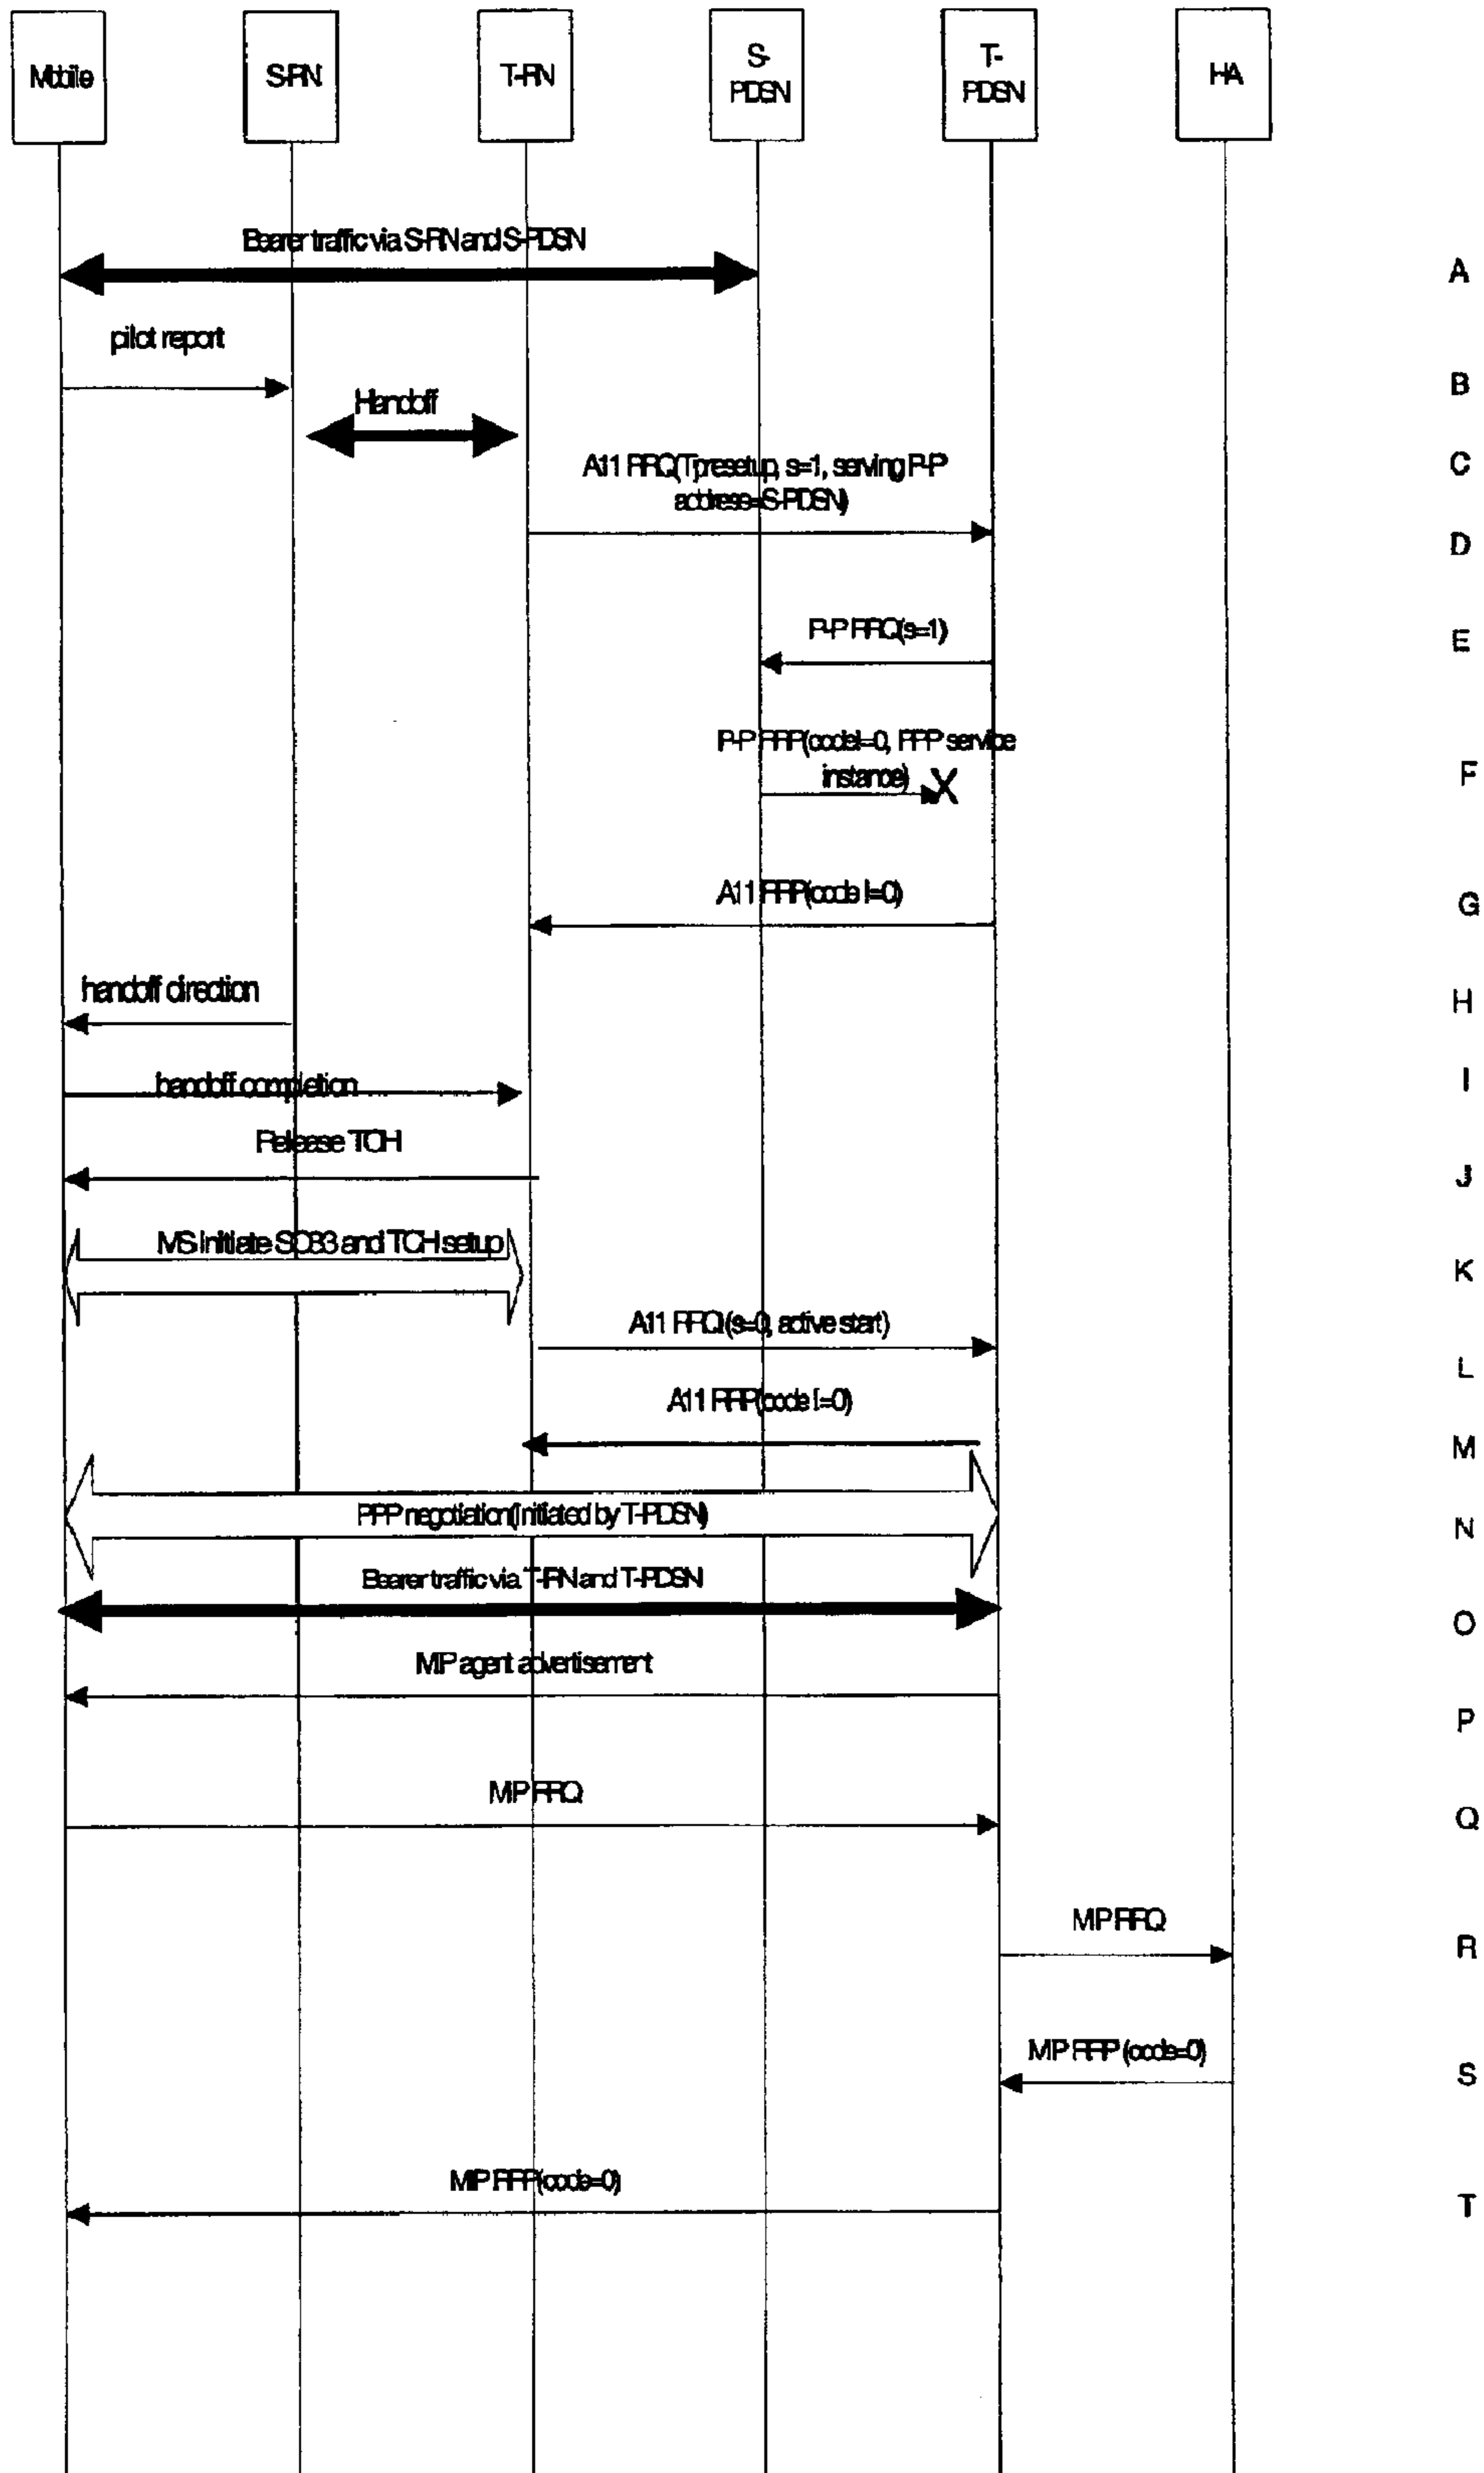 Mobile
S-RN
T-RN
S-
PDSN
T-
PDSN
HA
Bearer traffic via S-RN and S-PDSN
A
pilot report
B
Handoff
C
A11 RRQ(Tpresetup, s=1, serving P-P
address=S-PDSN)
D
P-P RRQ(s=1)
E
P-P RRP(code!=0, PPP service
instance)
X
F
A11 RRP(code !=0)
G
handoff direction
H
handoff completion
I
Release TCH
J
MS Initiate SO33 and TCH setup
K
A11 RRQ(s=0, active start)
L
A11 RRP(code !=0)
M
PPP negotiation(Initiated by T-PDSN)
N
Bearer traffic via T-RN and T-PDSN
O
MIP agent advertisement
P
MIP RRQ
Q
MIP RRQ
R
MIP RRP (code=0)
S
MIP RRP(code=0)
T